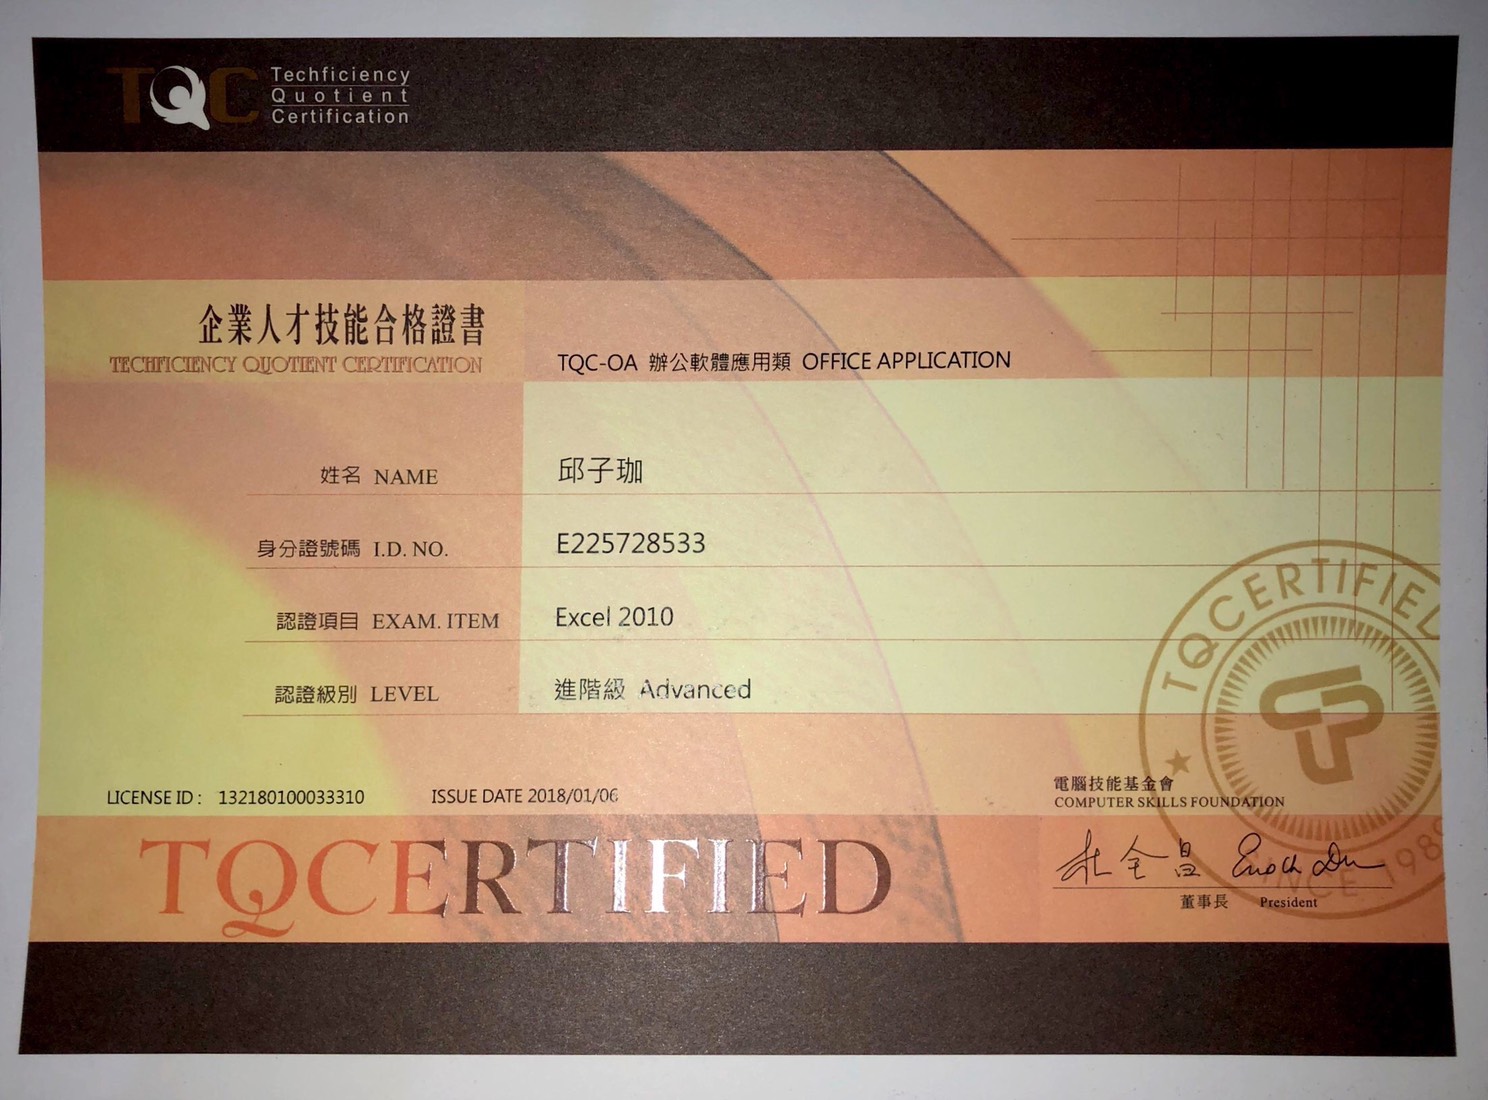 TQC
Techficiency
Quotient
Certification
企業人才技能合格證書
TECHFICIENCY QUOTIENT CERTIFICATION
TQC-OA 辦公軟體應用類 OFFICE APPLICATION
姓名 NAME 邱子珈
身分證號碼 I.D. NO. E225728533
認證項目 EXAM. ITEM Excel 2010
認證級別 LEVEL 進階級 Advanced
LICENSE ID : 132180100033310 ISSUE DATE 2018/01/06
TQCERTIFIED
SINCE 1989
電腦技能基金會
COMPUTER SKILLS FOUNDATION
杜全昌
董事長 President
TQCERTIFIED